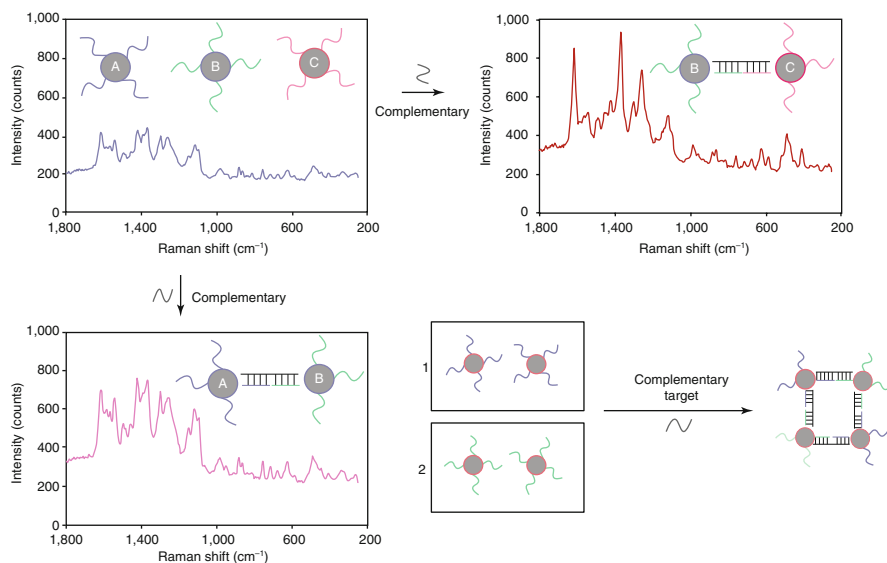 1,000
800
600
400
200
0
Intensity (counts)
A
B
C
1,800
1,400
1,000
600
200
Raman shift (cm⁻¹)
Complementary
1,000
800
600
400
200
0
Intensity (counts)
B
C
1,800
1,400
1,000
600
200
Raman shift (cm⁻¹)
Complementary
1,000
800
600
400
200
0
Intensity (counts)
A
B
1,800
1,400
1,000
600
200
Raman shift (cm⁻¹)
1
2
Complementary
target